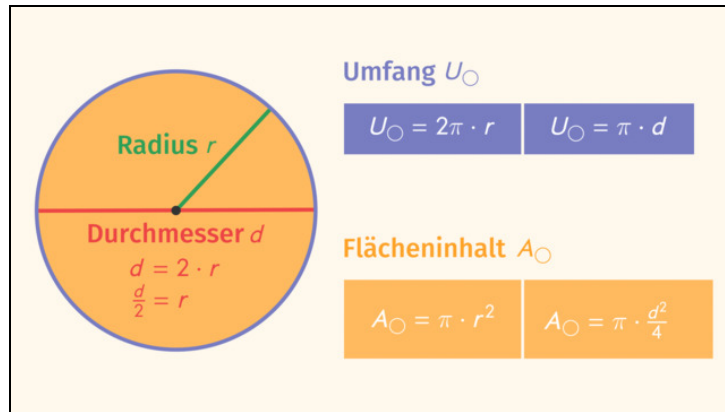 Radius r
Durchmesser d
d = 2 · r
d/2 = r
Umfang U○
U○ = 2π · r
U○ = π · d
Flächeninhalt A○
A○ = π · r²
A○ = π · d²/4